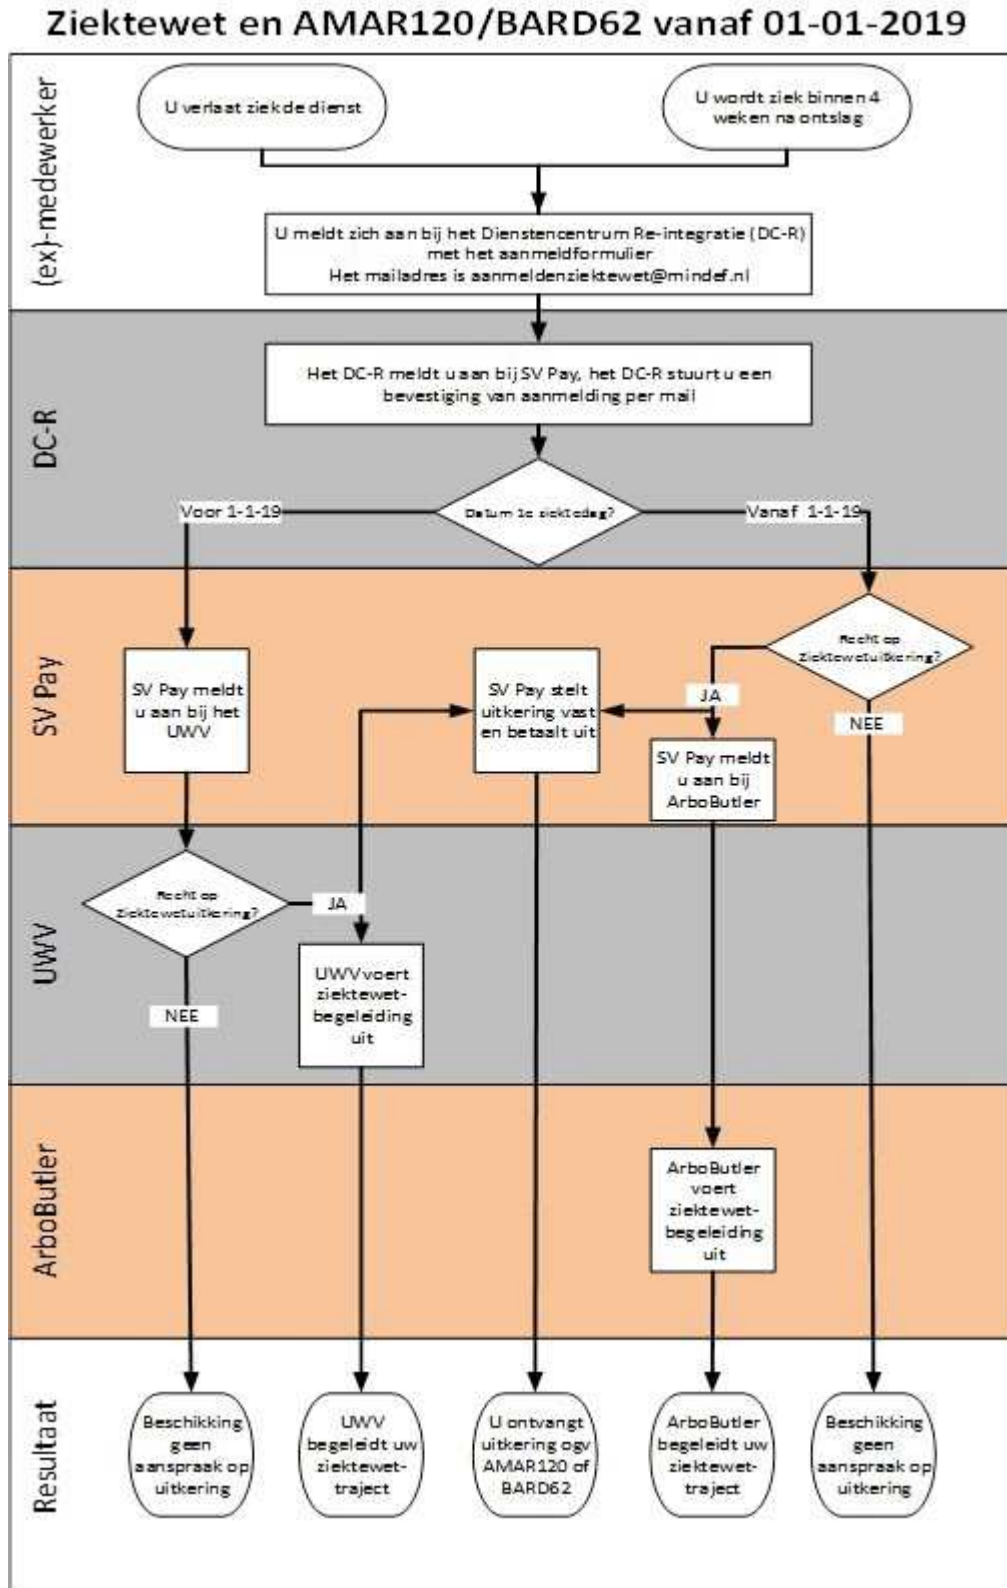 Ziektewet en AMAR120/BARD62 vanaf 01-01-2019
(ex)-medewerker
U verlaat ziek de dienst
U wordt ziek binnen 4
weken na ontslag
U meldt zich aan bij het Dienstencentrum Re-integratie (DC-R)
met het aanmeldformulier
Het mailadres is aanmeldenziektewet@mindef.nl
DC-R
Het DC-R meldt u aan bij SV Pay, het DC-R stuurt u een
bevestiging van aanmelding per mail
Voor 1-1-19
Datum 1e ziektedag?
Vanaf 1-1-19
SV Pay
Recht op
ziektewetuitkering?
SV Pay meldt
u aan bij het
UWV
SV Pay stelt
uitkering vast
en betaalt uit
JA
NEE
SV Pay meldt
u aan bij
ArboButler
UWV
Recht op
ziektewetuitkering?
JA
UWV voert
ziektewet-
begeleiding
uit
NEE
ArboButler
ArboButler
voert
ziektewet-
begeleiding
uit
Resultaat
Beschikking
geen
aanspraak op
uitkering
UWV
begeleidt uw
ziektewet-
traject
U ontvangt
uitkering ogv
AMAR120 of
BARD62
ArboButler
begeleidt uw
ziektewet-
traject
Beschikking
geen
aanspraak op
uitkering